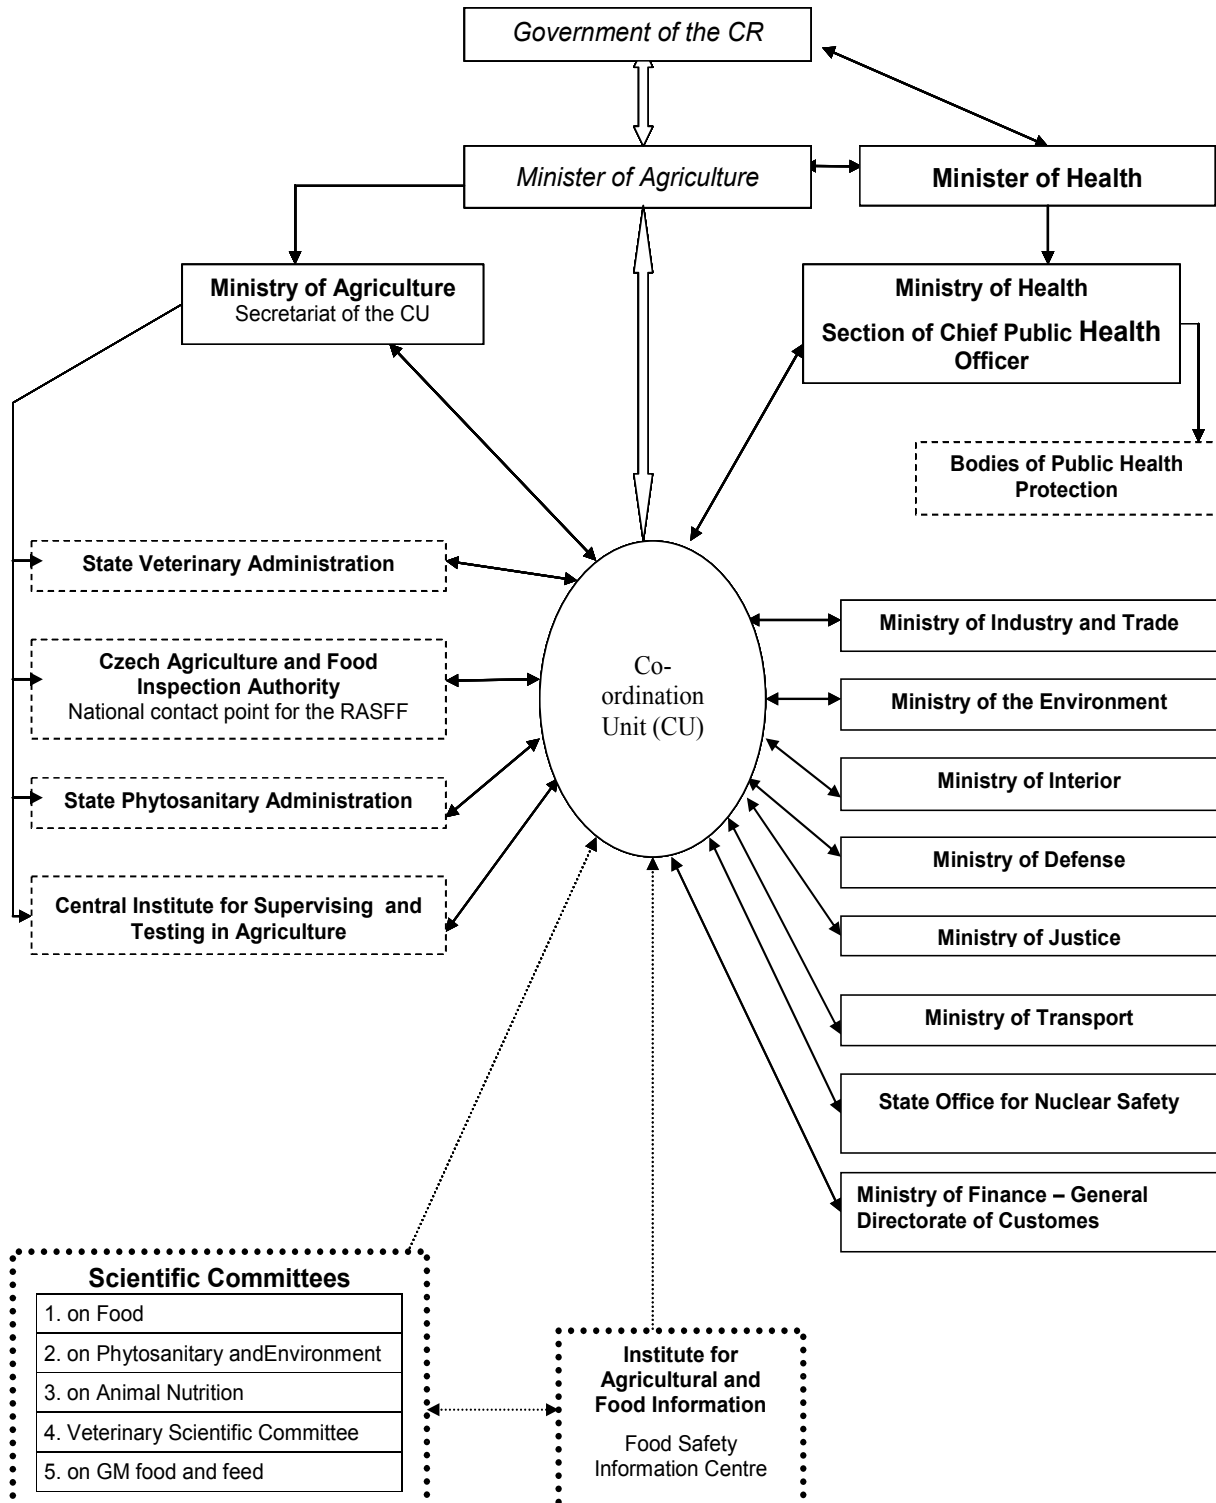 Government of the CR
Minister of Agriculture
Minister of Health
Ministry of Agriculture
Secretariat of the CU
Ministry of Health
Section of Chief Public Health
Officer
Bodies of Public Health
Protection
State Veterinary Administration
Czech Agriculture and Food
Inspection Authority
National contact point for the RASFF
State Phytosanitary Administration
Central Institute for Supervising and
Testing in Agriculture
Co-
ordination
Unit (CU)
Ministry of Industry and Trade
Ministry of the Environment
Ministry of Interior
Ministry of Defense
Ministry of Justice
Ministry of Transport
State Office for Nuclear Safety
Ministry of Finance – General
Directorate of Customes
Scientific Committees
1. on Food
2. on Phytosanitary andEnvironment
3. on Animal Nutrition
4. Veterinary Scientific Committee
5. on GM food and feed
Institute for
Agricultural and
Food Information
Food Safety
Information Centre